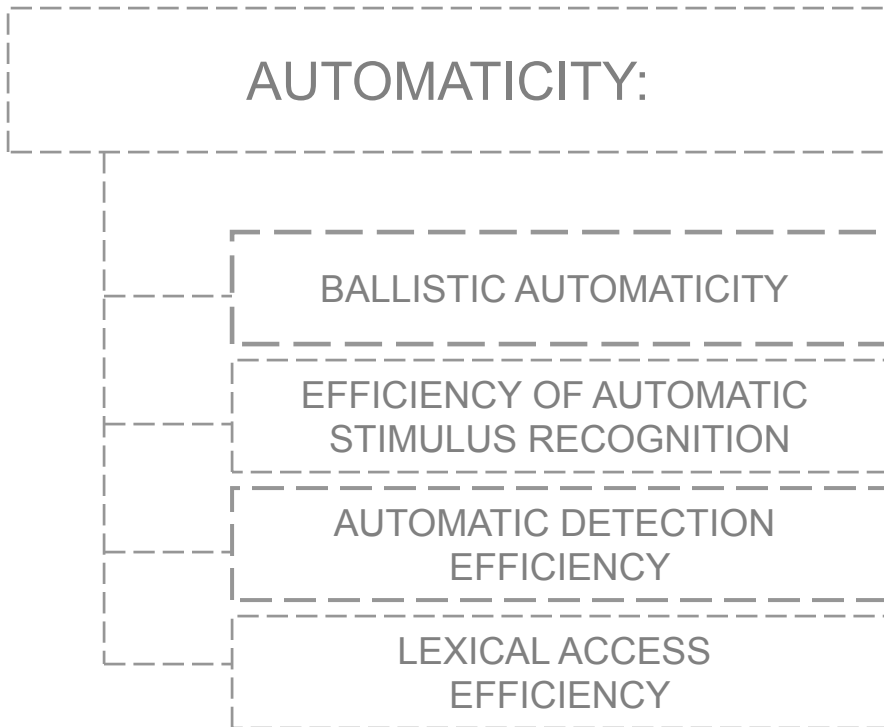 AUTOMATICITY:
BALLISTIC AUTOMATICITY
EFFICIENCY OF AUTOMATIC
STIMULUS RECOGNITION
AUTOMATIC DETECTION
EFFICIENCY
LEXICAL ACCESS
EFFICIENCY